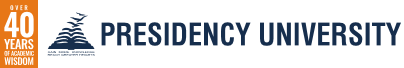 OVER
40
YEARS
OF ACADEMIC
WISDOM
PRESIDENCY UNIVERSITY